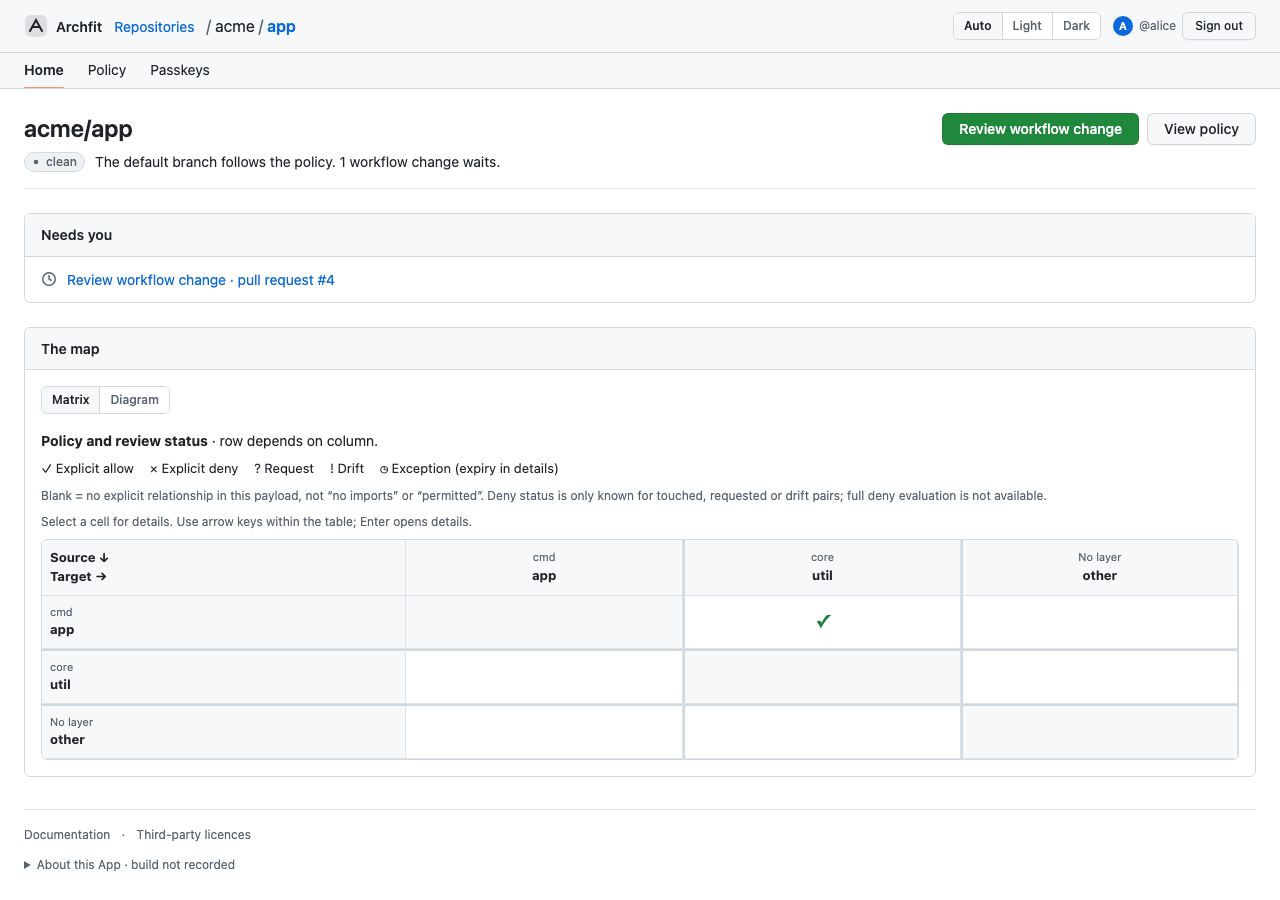 Archfit Repositories / acme / app Auto Light Dark A @alice Sign out
Home Policy Passkeys
acme/app Review workflow change View policy
clean The default branch follows the policy. 1 workflow change waits.
Needs you
Review workflow change · pull request #4
The map
Matrix Diagram
Policy and review status · row depends on column.
✓ Explicit allow × Explicit deny ? Request ! Drift ◷ Exception (expiry in details)
Blank = no explicit relationship in this payload, not “no imports” or “permitted”. Deny status is only known for touched, requested or drift pairs; full deny evaluation is not available.
Select a cell for details. Use arrow keys within the table; Enter opens details.
Source ↓
Target →
cmd
app
core
util
No layer
other
cmd
app
✓
core
util
No layer
other
Documentation · Third-party licences
▶ About this App · build not recorded